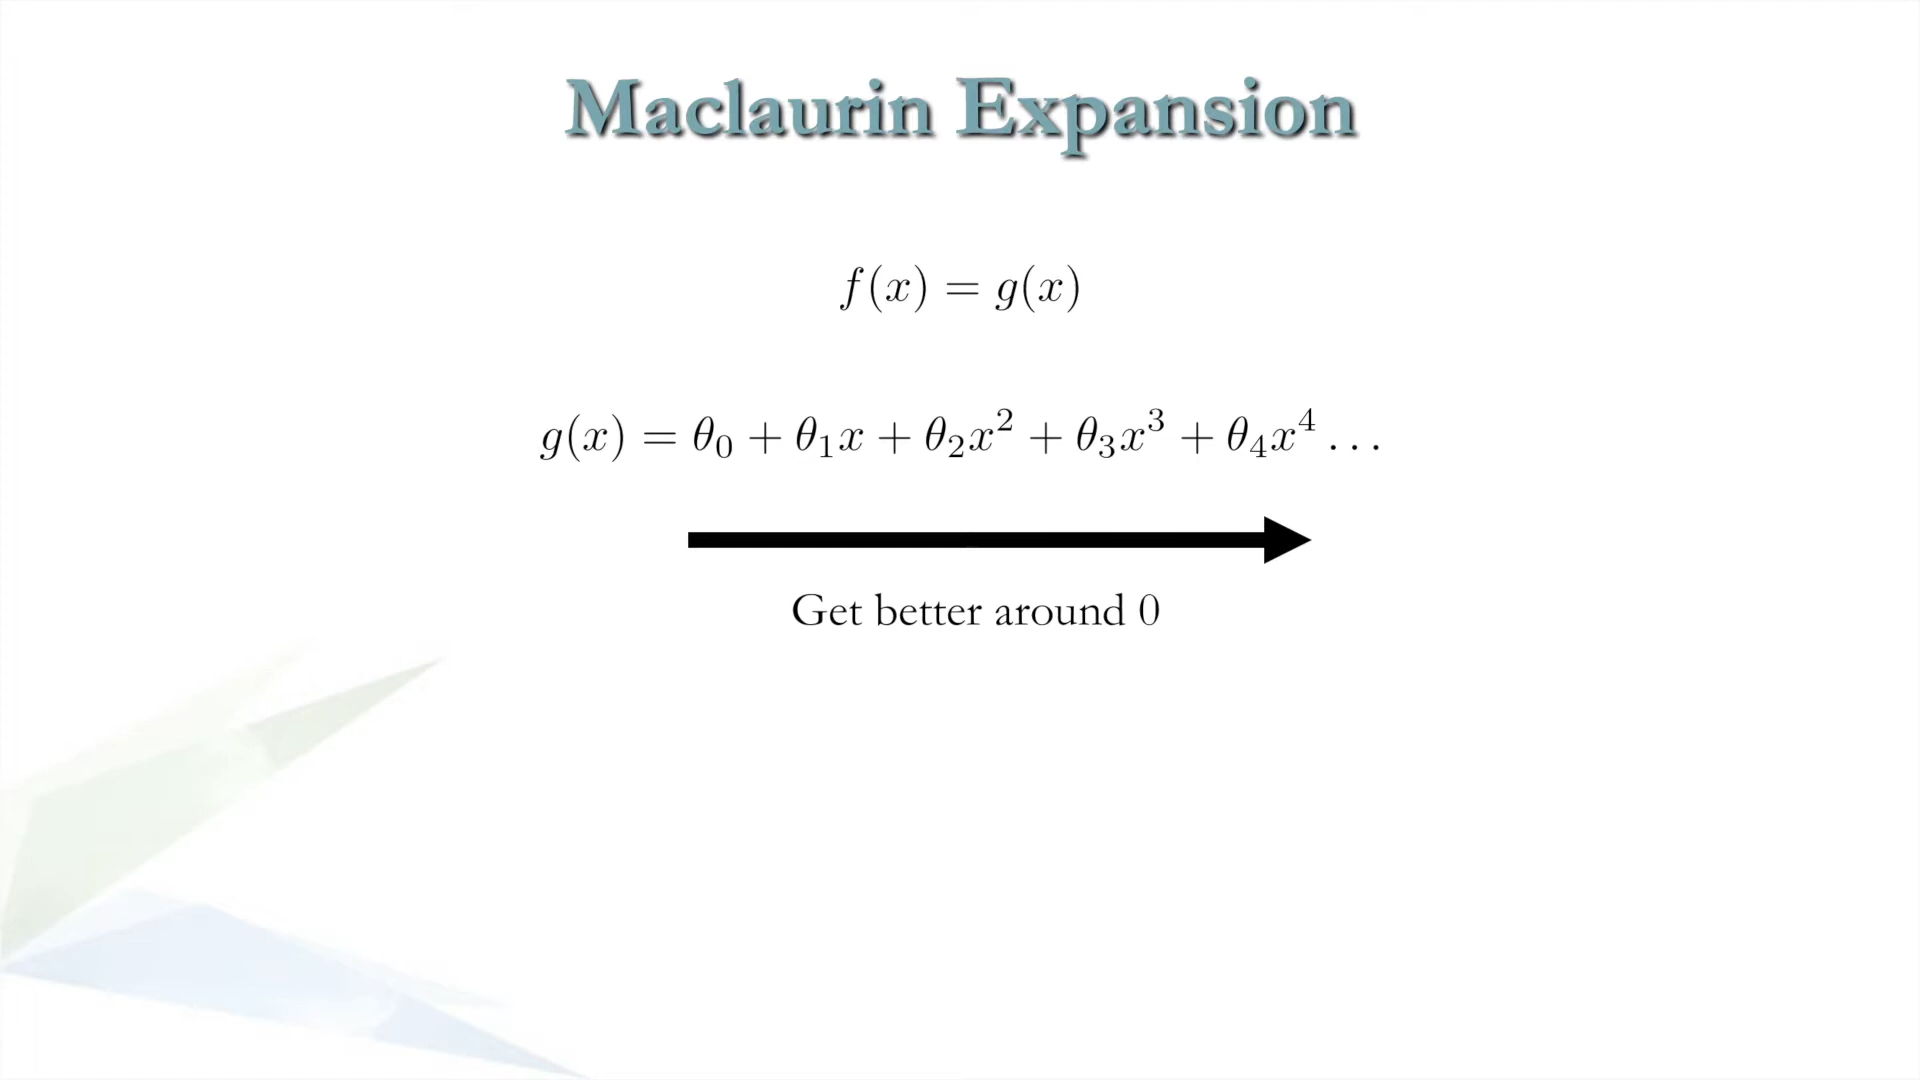 Maclaurin Expansion
f(x) = g(x)
g(x) = θ₀ + θ₁x + θ₂x² + θ₃x³ + θ₄x⁴ . . .
Get better around 0